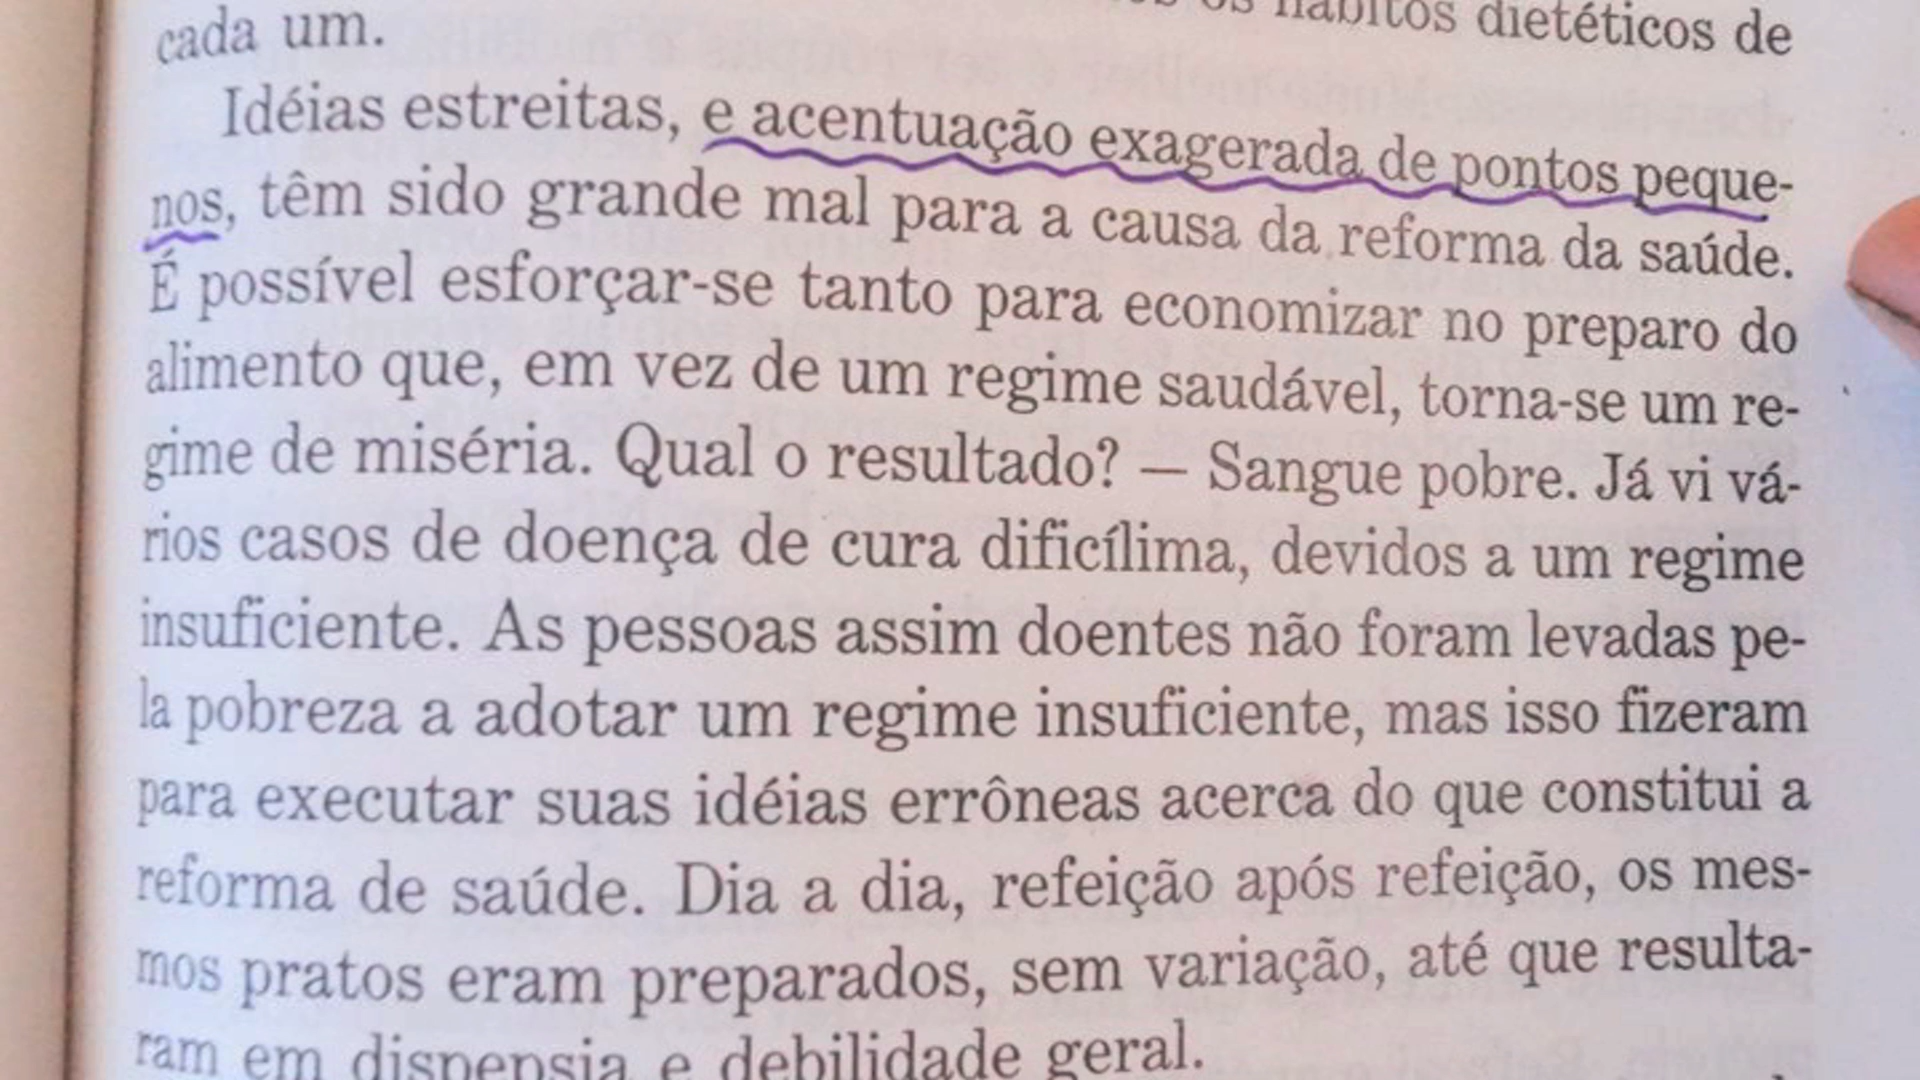 os hábitos dietéticos de
cada um.
Idéias estreitas, e acentuação exagerada de pontos peque-
nos, têm sido grande mal para a causa da reforma da saúde.
É possível esforçar-se tanto para economizar no preparo do
alimento que, em vez de um regime saudável, torna-se um re-
gime de miséria. Qual o resultado? — Sangue pobre. Já vi vá-
rios casos de doença de cura dificílima, devidos a um regime
insuficiente. As pessoas assim doentes não foram levadas pe-
la pobreza a adotar um regime insuficiente, mas isso fizeram
para executar suas idéias errôneas acerca do que constitui a
reforma de saúde. Dia a dia, refeição após refeição, os mes-
mos pratos eram preparados, sem variação, até que resulta-
ram em dispepsia e debilidade geral.